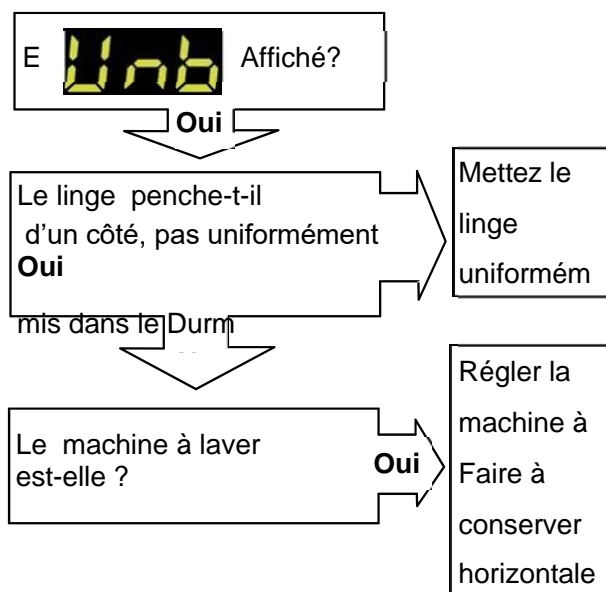 E Unb Affiché?
Oui
Le linge penche-t-il
d'un côté, pas uniformément
Oui
mis dans le Durm
Mettez le
linge
uniformém
Le machine à laver
est-elle ?
Oui
Régler la
machine à
Faire à
conserver
horizontale